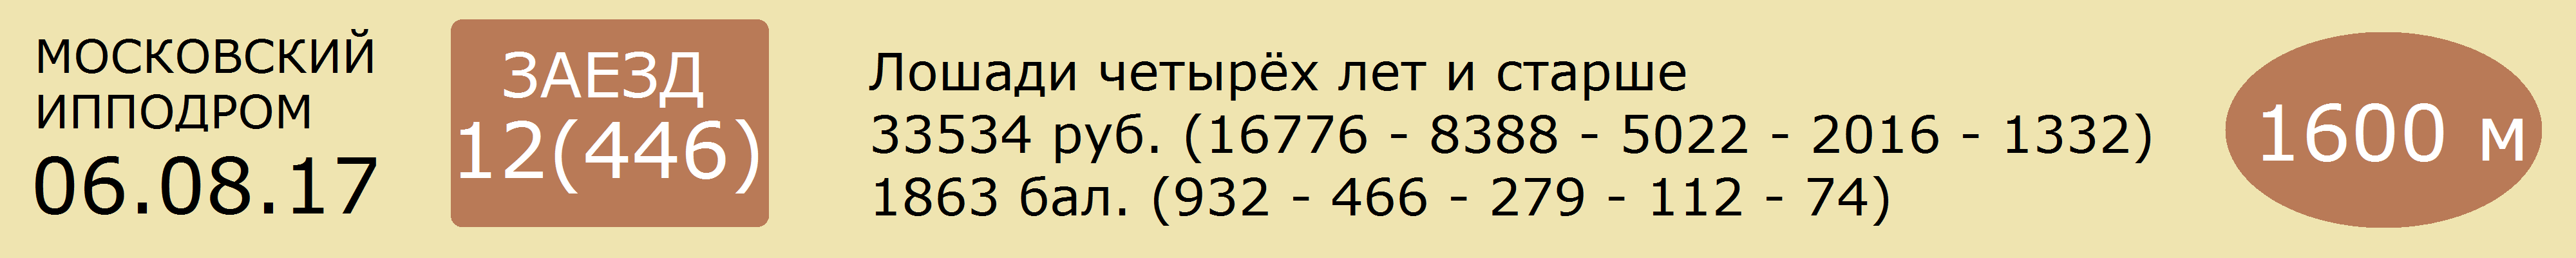 МОСКОВСКИЙ
ИППОДРОМ
06.08.17
ЗАЕЗД
12(446)
Лошади четырёх лет и старше
33534 руб. (16776 - 8388 - 5022 - 2016 - 1332)
1863 бал. (932 - 466 - 279 - 112 - 74)
1600 м